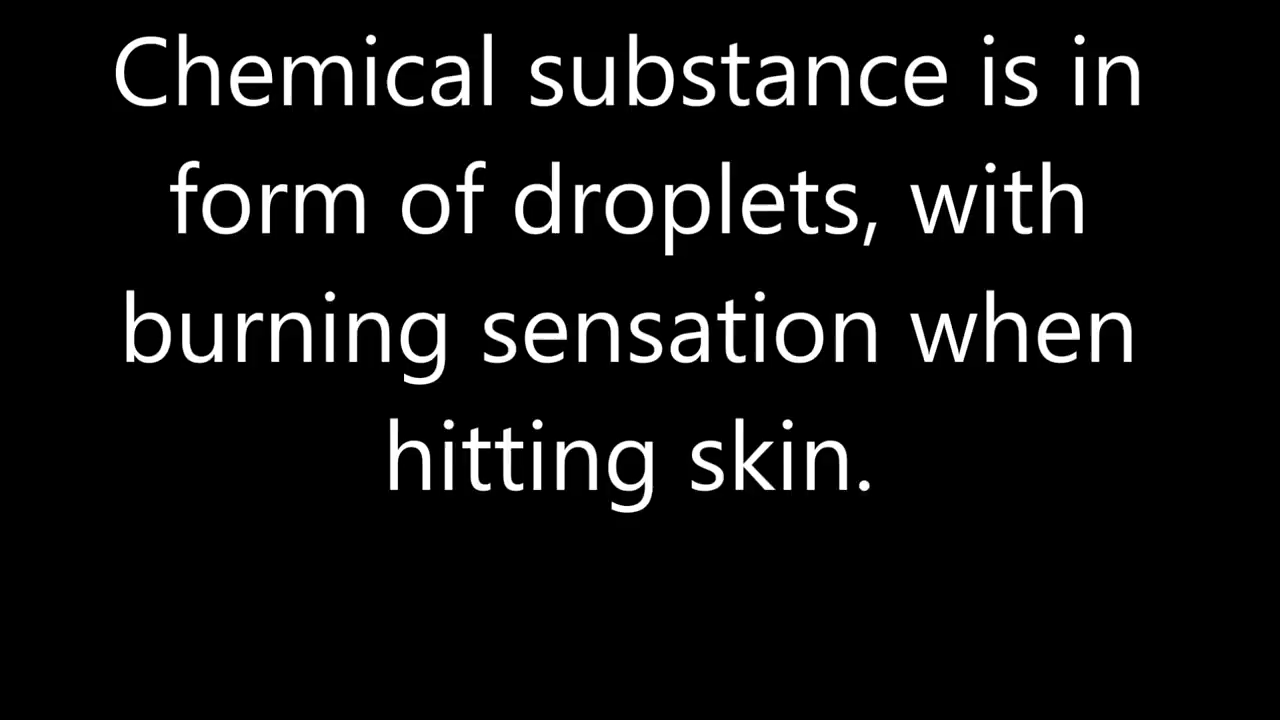 Chemical substance is in
form of droplets, with
burning sensation when
hitting skin.